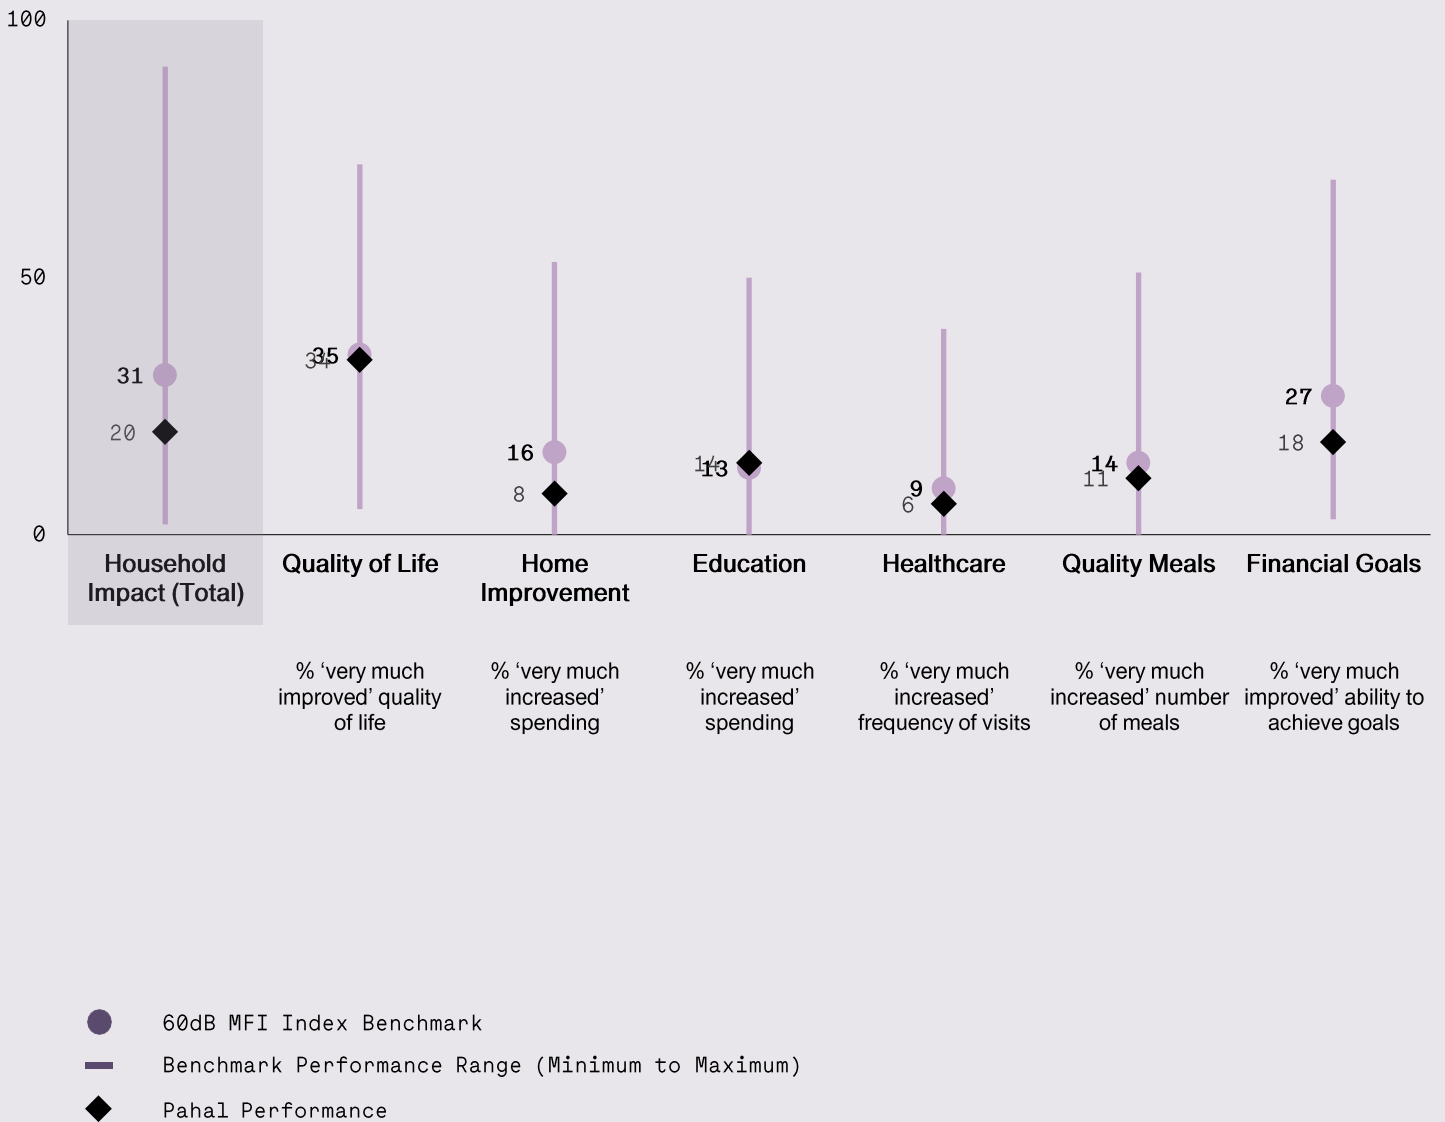 100
50
0
31
20
35
34
16
8
14
13
9
6
14
11
27
18
Household
Impact (Total)
Quality of Life
Home
Improvement
Education
Healthcare
Quality Meals
Financial Goals
% ‘very much
improved’ quality
of life
% ‘very much
increased’
spending
% ‘very much
increased’
spending
% ‘very much
increased’
frequency of visits
% ‘very much
increased’ number
of meals
% ‘very much
improved’ ability to
achieve goals
60dB MFI Index Benchmark
Benchmark Performance Range (Minimum to Maximum)
Pahal Performance